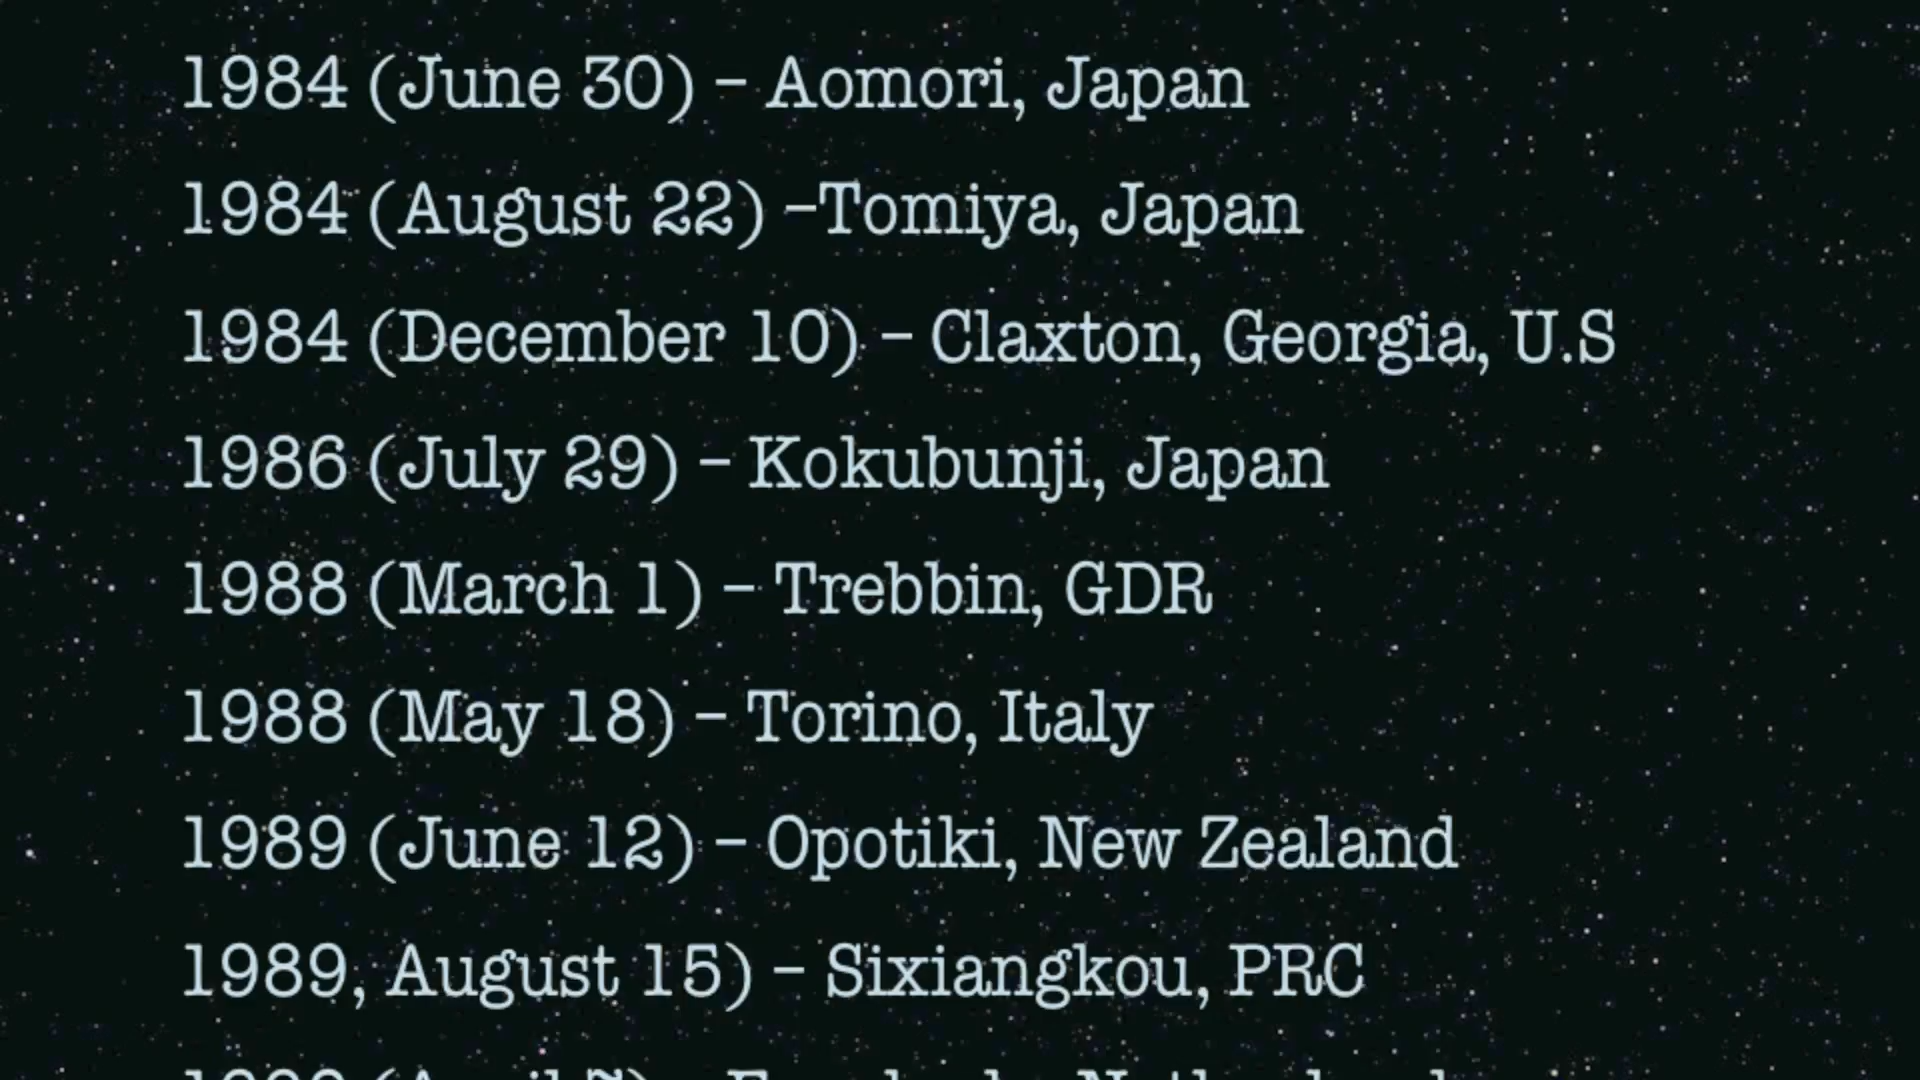 1984 (June 30) – Aomori, Japan
1984 (August 22) –Tomiya, Japan
1984 (December 10) – Claxton, Georgia, U.S
1986 (July 29) – Kokubunji, Japan
1988 (March 1) – Trebbin, GDR
1988 (May 18) – Torino, Italy
1989 (June 12) – Opotiki, New Zealand
1989, August 15) – Sixiangkou, PRC